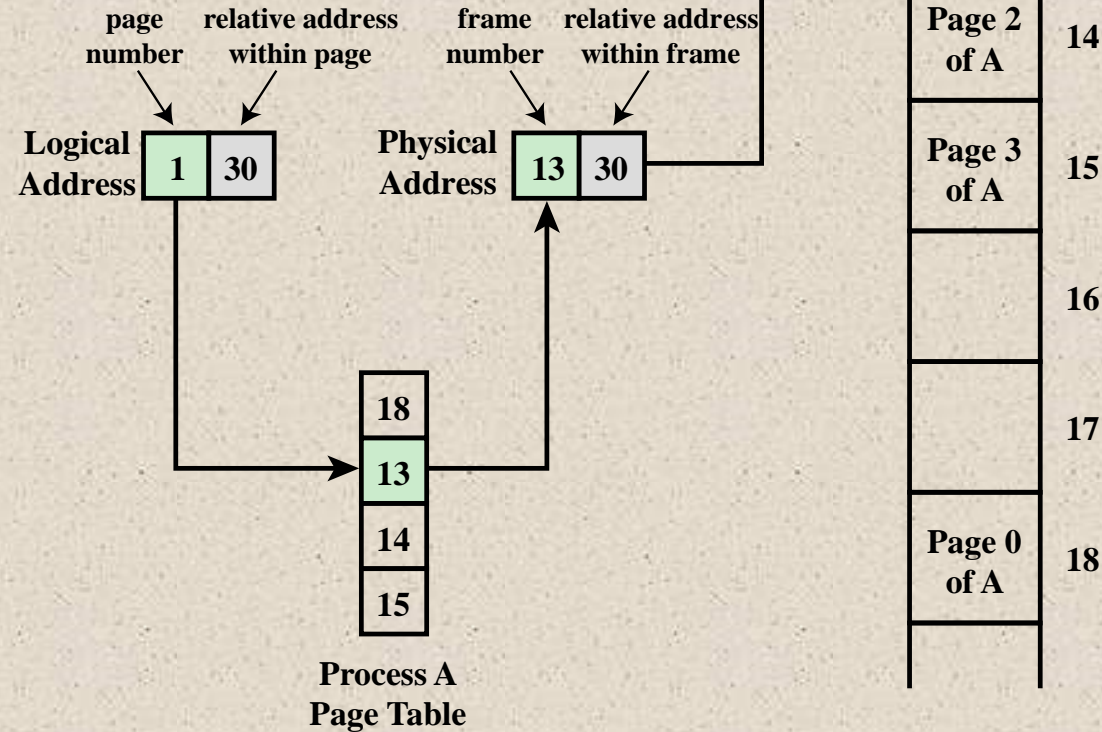 page
number
relative address
within page
frame
number
relative address
within frame
Logical
Address
1
30
Physical
Address
13
30
18
13
14
15
Process A
Page Table
Page 2
of A
14
Page 3
of A
15
16
17
Page 0
of A
18